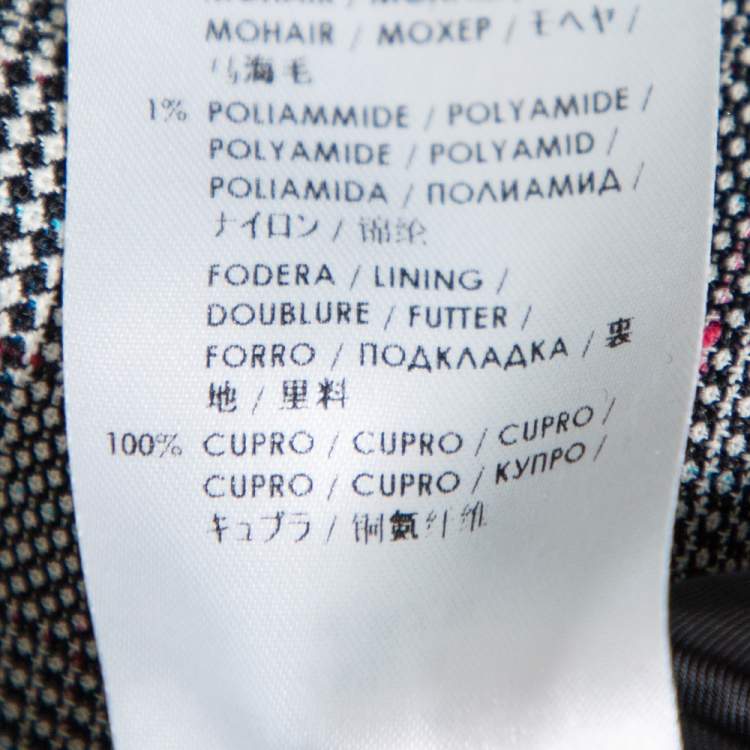 MOHAIR / МОХЕР / モヘヤ /
马海毛
1% POLIAMMIDE / POLYAMIDE /
POLYAMIDE / POLYAMID /
POLIAMIDA / ПОЛИАМИД /
ナイロン / 锦纶
FODERA / LINING /
DOUBLURE / FUTTER /
FORRO / ПОДКЛАДКА / 裏
地 / 里料
100% CUPRO / CUPRO / CUPRO /
CUPRO / CUPRO / КУПРО /
キュプラ / 铜氨纤维